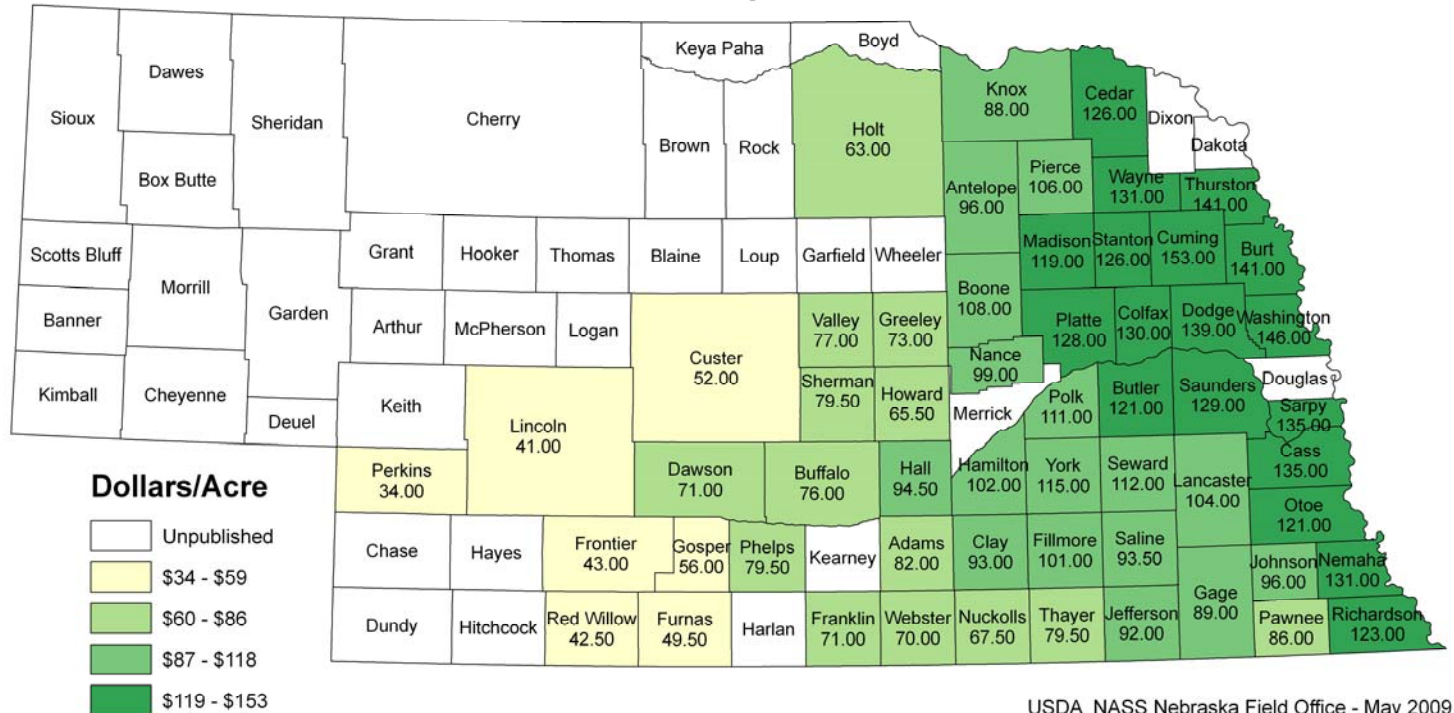 Keya Paha
Boyd
Dawes
Sioux
Sheridan
Cherry
Brown
Rock
Holt
63.00
Knox
88.00
Cedar
126.00
Dixon
Dakota
Box Butte
Antelope
96.00
Pierce
106.00
Wayne
131.00
Thurston
141.00
Scotts Bluff
Morrill
Garden
Grant
Hooker
Thomas
Blaine
Loup
Garfield
Wheeler
Boone
108.00
Madison
119.00
Stanton
126.00
Cuming
153.00
Burt
141.00
Banner
Arthur
McPherson
Logan
Custer
52.00
Valley
77.00
Greeley
73.00
Platte
128.00
Colfax
130.00
Dodge
139.00
Washington
146.00
Nance
99.00
Kimball
Cheyenne
Deuel
Keith
Lincoln
41.00
Sherman
79.50
Howard
65.50
Merrick
Polk
111.00
Butler
121.00
Saunders
129.00
Douglas
Sarpy
135.00
Perkins
34.00
Dawson
71.00
Buffalo
76.00
Hall
94.50
Hamilton
102.00
York
115.00
Seward
112.00
Lancaster
104.00
Cass
135.00
Otoe
121.00
Chase
Hayes
Frontier
43.00
Gosper
56.00
Phelps
79.50
Kearney
Adams
82.00
Clay
93.00
Fillmore
101.00
Saline
93.50
Gage
89.00
Johnson
96.00
Nemaha
131.00
Dundy
Hitchcock
Red Willow
42.50
Furnas
49.50
Harlan
Franklin
71.00
Webster
70.00
Nuckolls
67.50
Thayer
79.50
Jefferson
92.00
Pawnee
86.00
Richardson
123.00
Dollars/Acre
Unpublished
$34 - $59
$60 - $86
$87 - $118
$119 - $153
USDA NASS Nebraska Field Office - May 2009